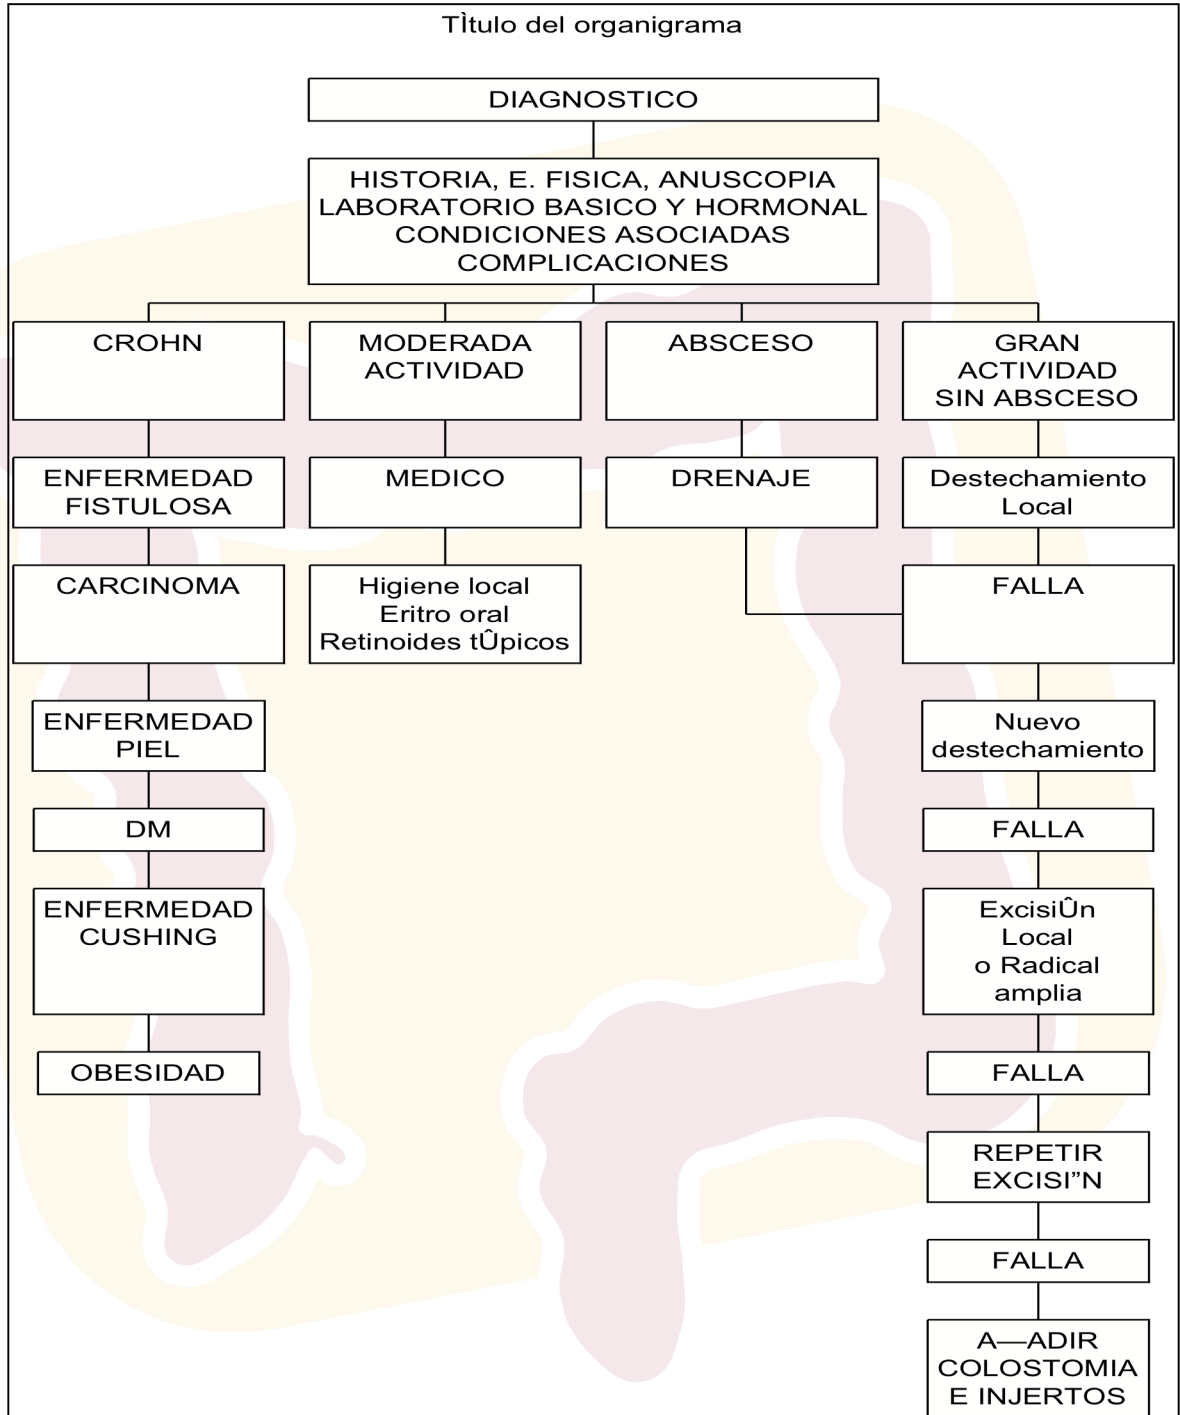 TÌtulo del organigrama
DIAGNOSTICO
HISTORIA, E. FISICA, ANUSCOPIA
LABORATORIO BASICO Y HORMONAL
CONDICIONES ASOCIADAS
COMPLICACIONES
CROHN
ENFERMEDAD
FISTULOSA
CARCINOMA
ENFERMEDAD
PIEL
DM
ENFERMEDAD
CUSHING
OBESIDAD
MODERADA
ACTIVIDAD
MEDICO
Higiene local
Eritro oral
Retinoides tÛpicos
ABSCESO
DRENAJE
GRAN
ACTIVIDAD
SIN ABSCESO
Destechamiento
Local
FALLA
Nuevo
destechamiento
FALLA
ExcisiÛn
Local
o Radical
amplia
FALLA
REPETIR
EXCISI”N
FALLA
A—ADIR
COLOSTOMIA
E INJERTOS